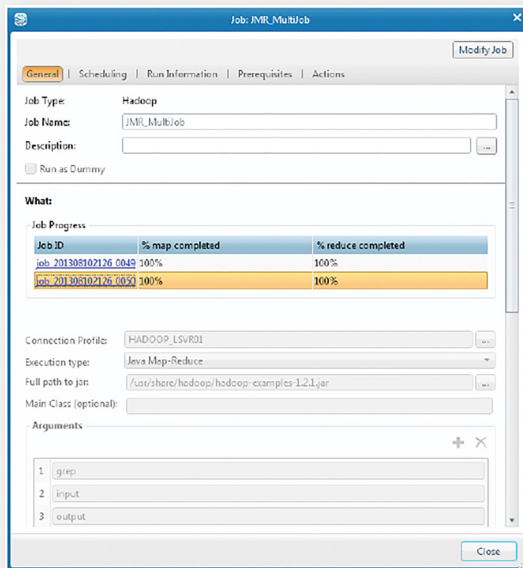 Job: JMR_MultiJob
Modify Job
General | Scheduling | Run Information | Prerequisites | Actions
Job Type: Hadoop
Job Name: JMR_MultiJob
Description: ...
Run as Dummy
What:
Job Progress
Job ID % map completed % reduce completed
job_201308102126_0049 100% 100%
job_201308102126_0050 100% 100%
Connection Profile: HADOOP_LSVR01 ...
Execution type: Java Map-Reduce
Full path to jar: /usr/share/hadoop/hadoop-examples-1.2.1.jar ...
Main Class (optional):
Arguments
1 grep
2 input
3 output
Close